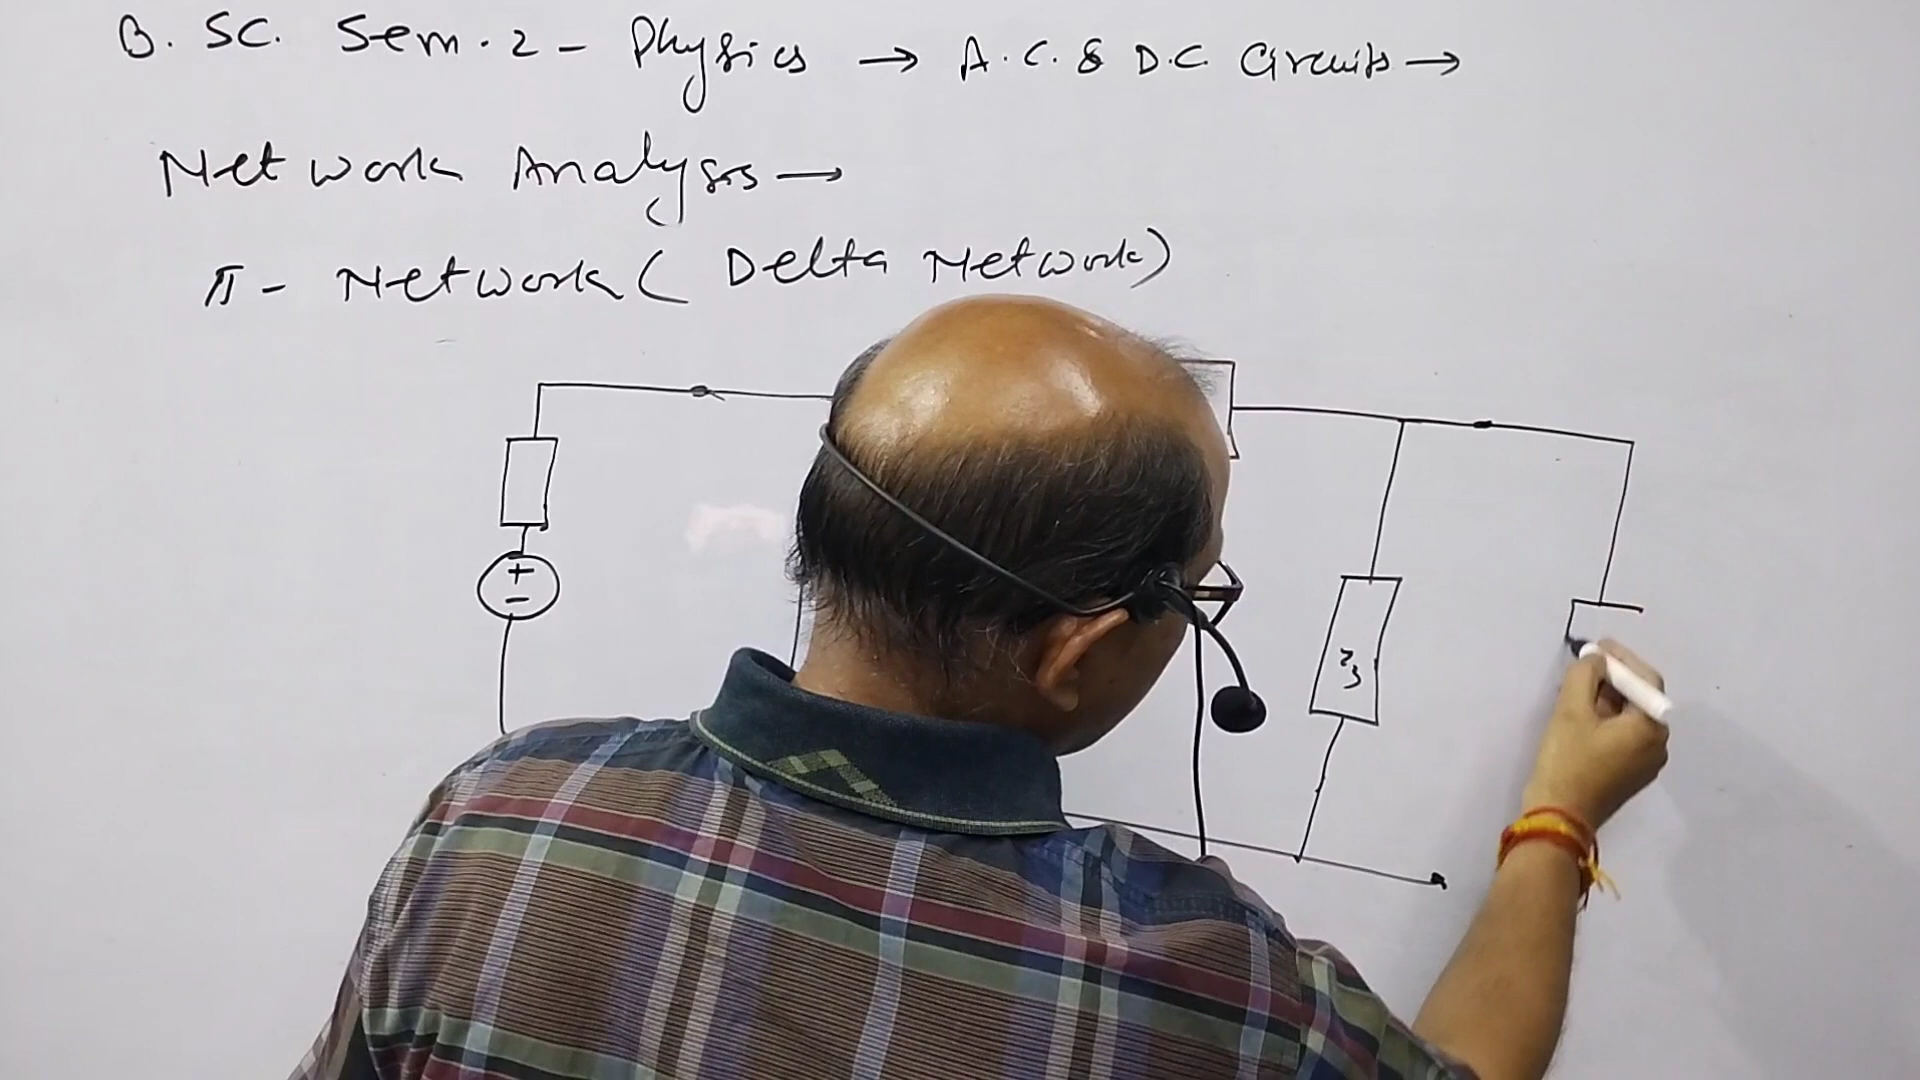 B. SC. Sem. 2 - Physics → A.C. & D.C. Circuits →
Network Analysis →
π - Network ( Delta Network )
+
-
Z3